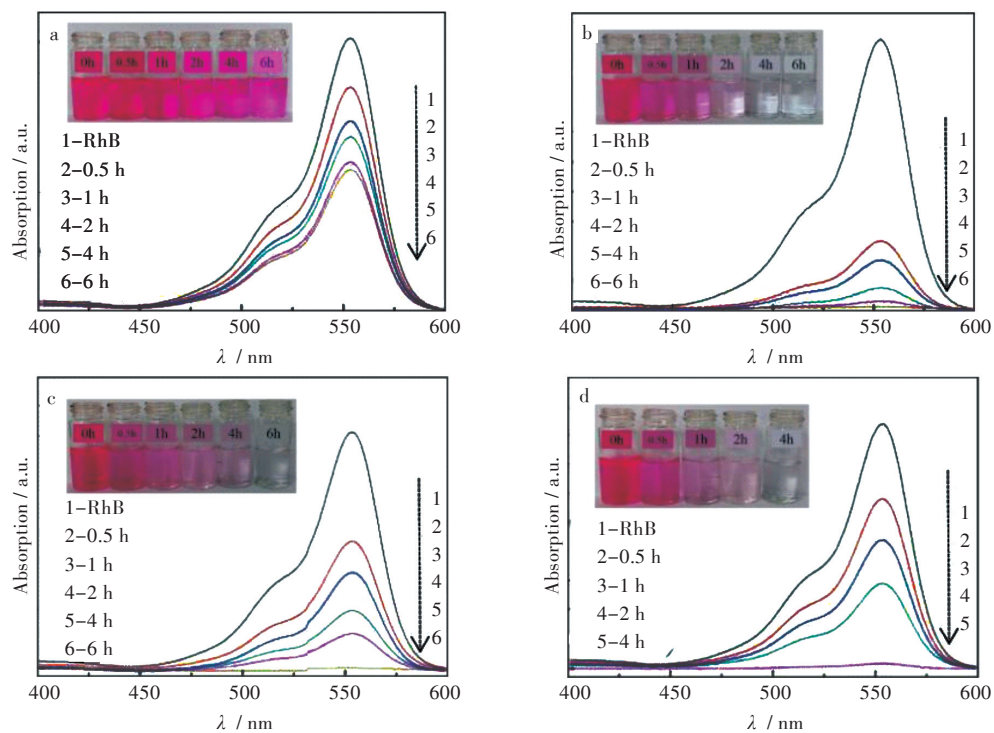 a
0h 0.5h 1h 2h 4h 6h
1-RhB
2-0.5 h
3-1 h
4-2 h
5-4 h
6-6 h
1
2
3
4
5
6
Absorption / a.u.
400 450 500 550 600
λ / nm
b
0h 0.5h 1h 2h 4h 6h
1-RhB
2-0.5 h
3-1 h
4-2 h
5-4 h
6-6 h
1
2
3
4
5
6
Absorption / a.u.
400 450 500 550 600
λ / nm
c
0h 0.5h 1h 2h 4h 6h
1-RhB
2-0.5 h
3-1 h
4-2 h
5-4 h
6-6 h
1
2
3
4
5
6
Absorption / a.u.
400 450 500 550 600
λ / nm
d
0h 0.5h 1h 2h 4h
1-RhB
2-0.5 h
3-1 h
4-2 h
5-4 h
1
2
3
4
5
Absorption / a.u.
400 450 500 550 600
λ / nm